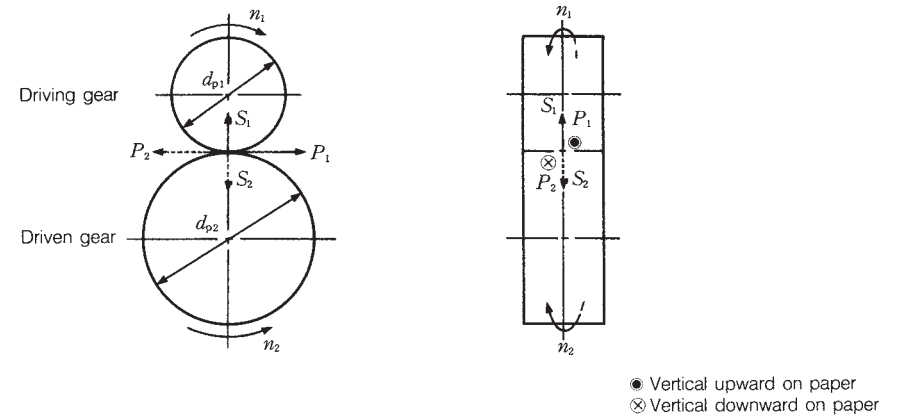 n₁
n₁
Driving gear
dₚ₁
S₁
S₁
P₁
P₂
P₁
P₂
S₂
S₂
Driven gear
dₚ₂
n₂
n₂
Vertical upward on paper
Vertical downward on paper